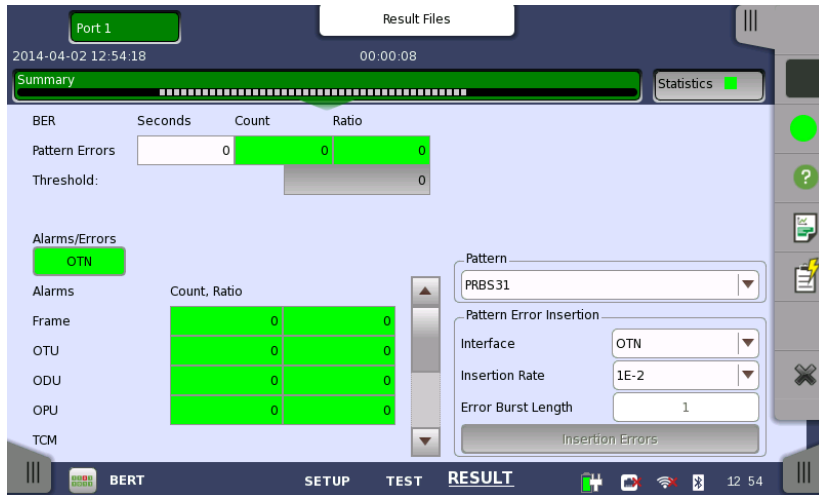 Port 1
Result Files
2014-04-02 12:54:18 00:00:08
Summary
Statistics
BER Seconds Count Ratio
Pattern Errors 0 0 0
Threshold: 0
Alarms/Errors
OTN
Alarms Count, Ratio
Frame 0 0
OTU 0 0
ODU 0 0
OPU 0 0
TCM
Pattern
PRBS31
Pattern Error Insertion
Interface OTN
Insertion Rate 1E-2
Error Burst Length 1
Insertion Errors
BERT SETUP TEST RESULT 12 54